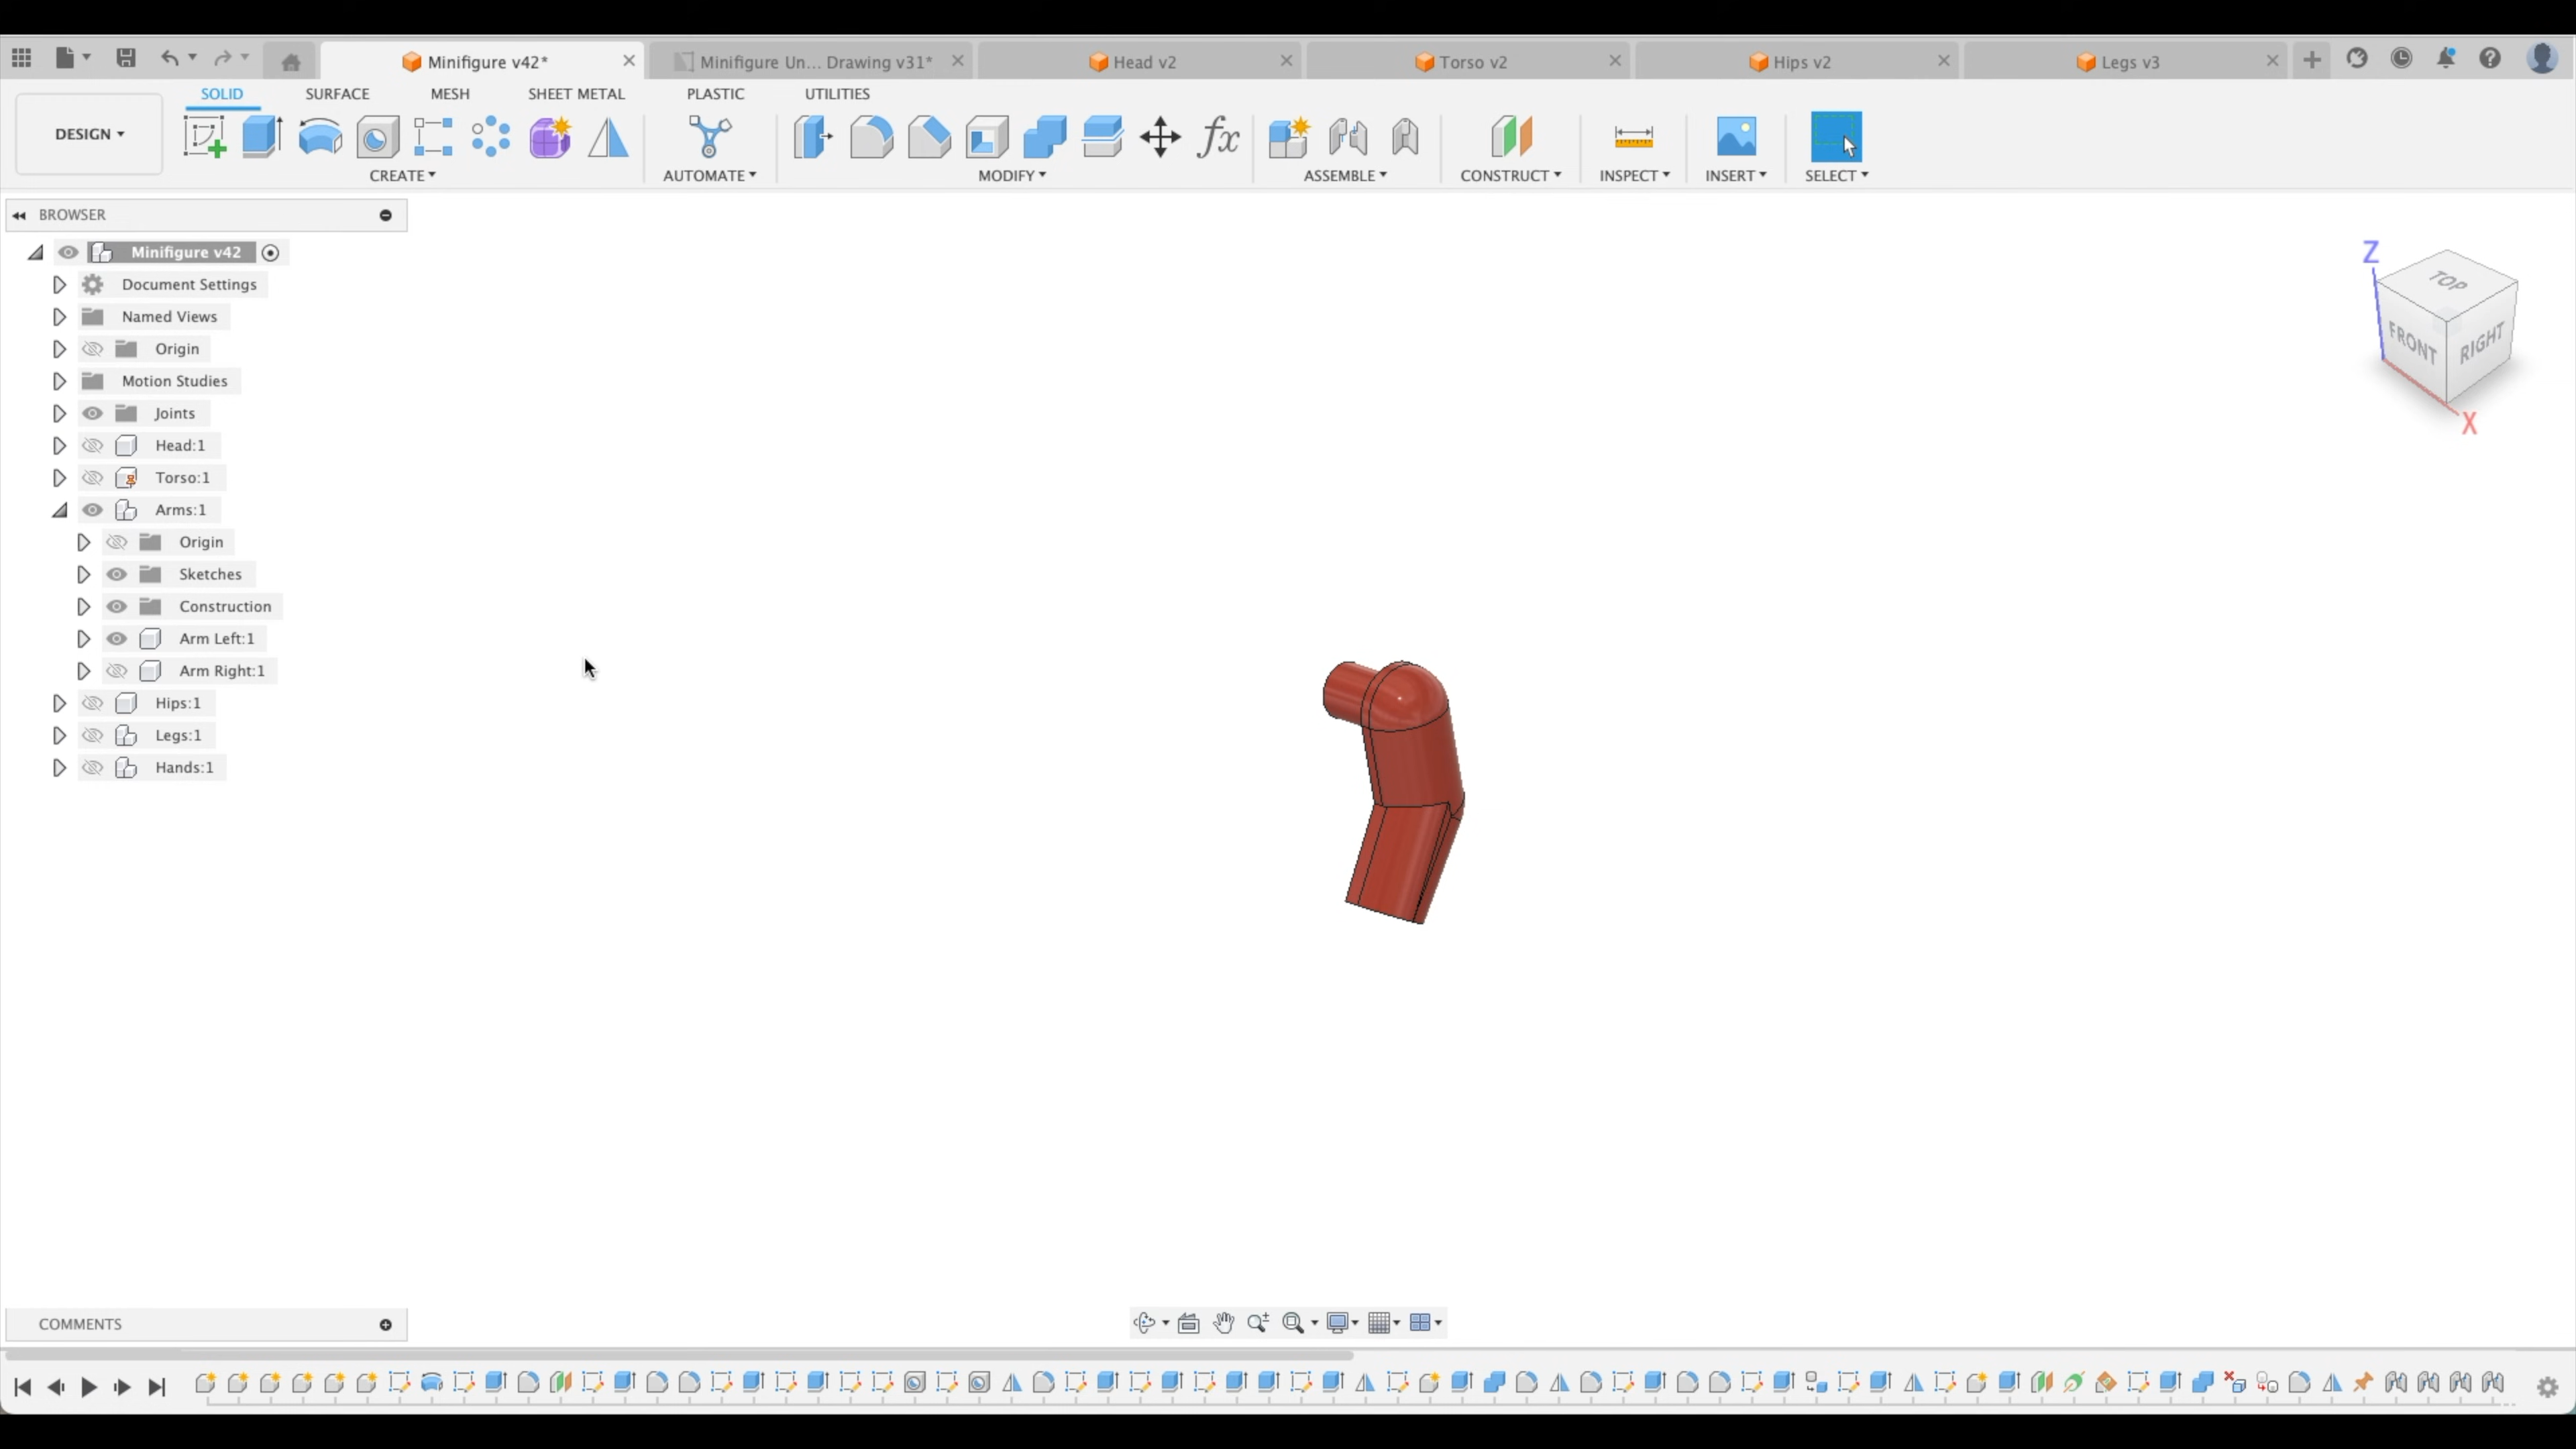 Minifigure v42*
Minifigure Un... Drawing v31*
Head v2
Torso v2
Hips v2
Legs v3
SOLID
SURFACE
MESH
SHEET METAL
PLASTIC
UTILITIES
DESIGN
fx
CREATE
AUTOMATE
MODIFY
ASSEMBLE
CONSTRUCT
INSPECT
INSERT
SELECT
BROWSER
Minifigure v42
Document Settings
Named Views
Origin
Motion Studies
Joints
Head:1
Torso:1
Arms:1
Origin
Sketches
Construction
Arm Left:1
Arm Right:1
Hips:1
Legs:1
Hands:1
Z
TOP
FRONT
RIGHT
X
COMMENTS